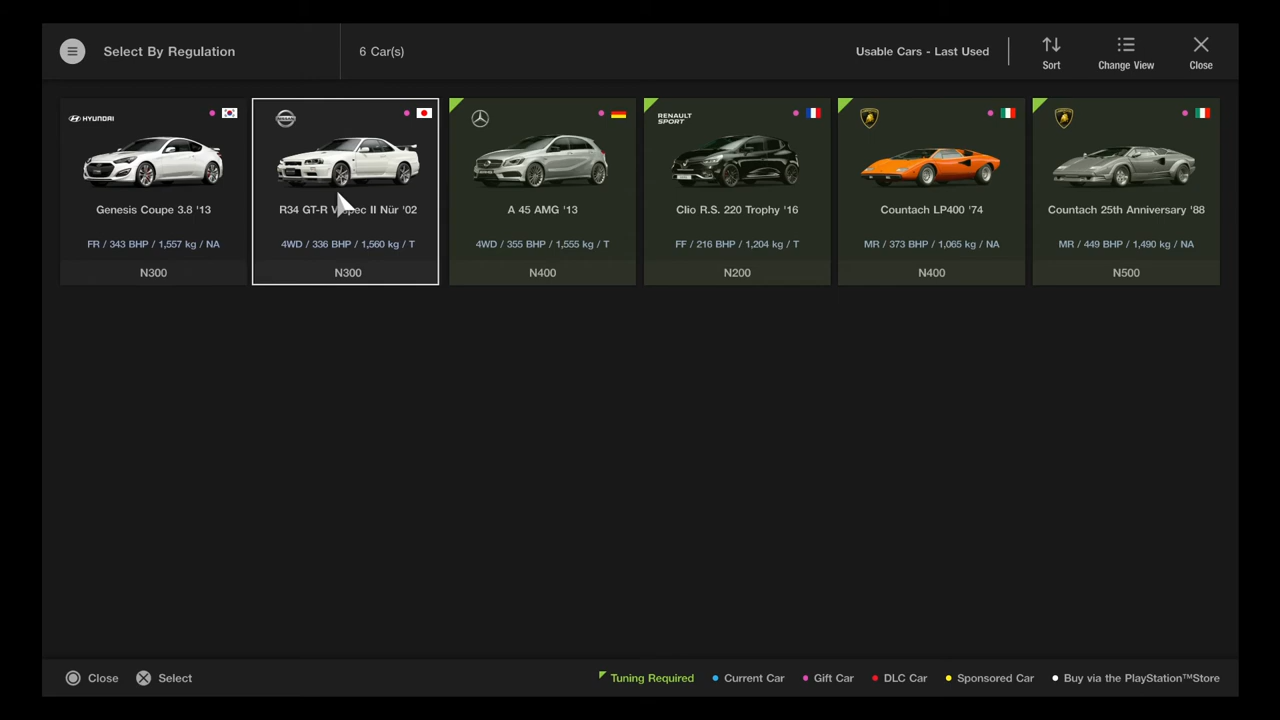 Select By Regulation
6 Car(s)
Usable Cars - Last Used
Sort
Change View
Close
HYUNDAI
Genesis Coupe 3.8 '13
FR / 343 BHP / 1,557 kg / NA
N300
NISSAN
R34 GT-R V II Nür '02
4WD / 336 BHP / 1,560 kg / T
N300
A 45 AMG '13
4WD / 355 BHP / 1,555 kg / T
N400
RENAULT
SPORT
Clio R.S. 220 Trophy '16
FF / 216 BHP / 1,204 kg / T
N200
Countach LP400 '74
MR / 373 BHP / 1,065 kg / NA
N400
Countach 25th Anniversary '88
MR / 449 BHP / 1,490 kg / NA
N500
Close
Select
Tuning Required
Current Car
Gift Car
DLC Car
Sponsored Car
Buy via the PlayStation™Store